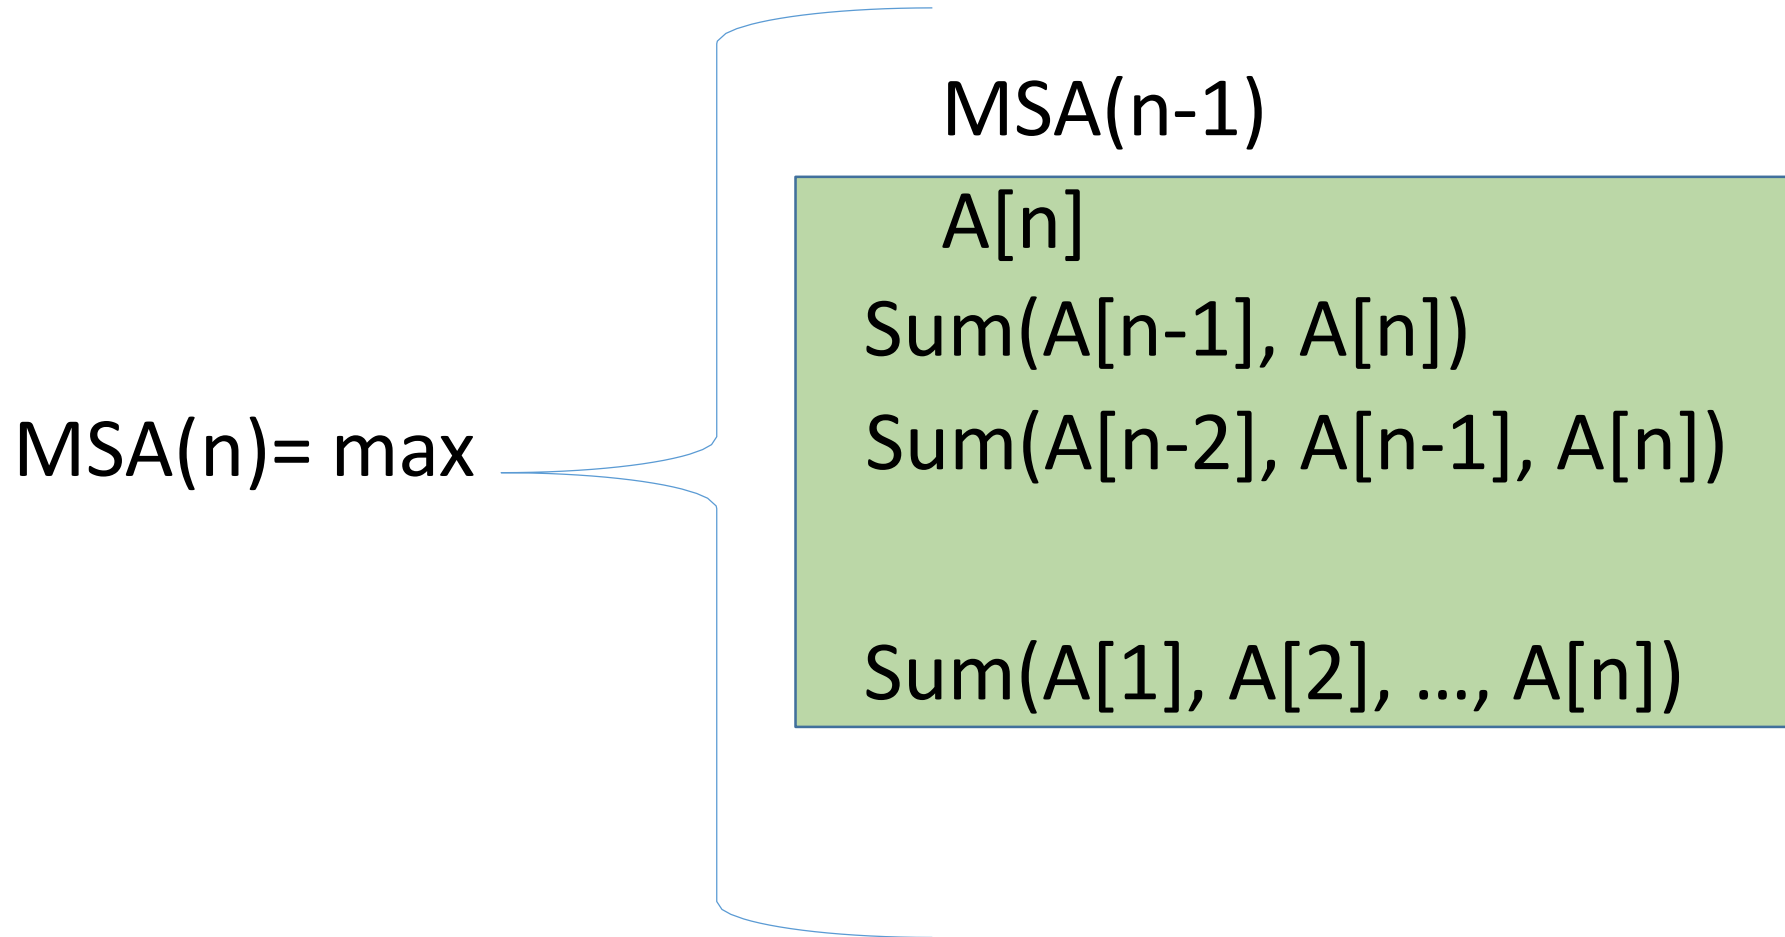 MSA(n-1)
A[n]
Sum(A[n-1], A[n])
MSA(n)= max
Sum(A[n-2], A[n-1], A[n])
Sum(A[1], A[2], ..., A[n])